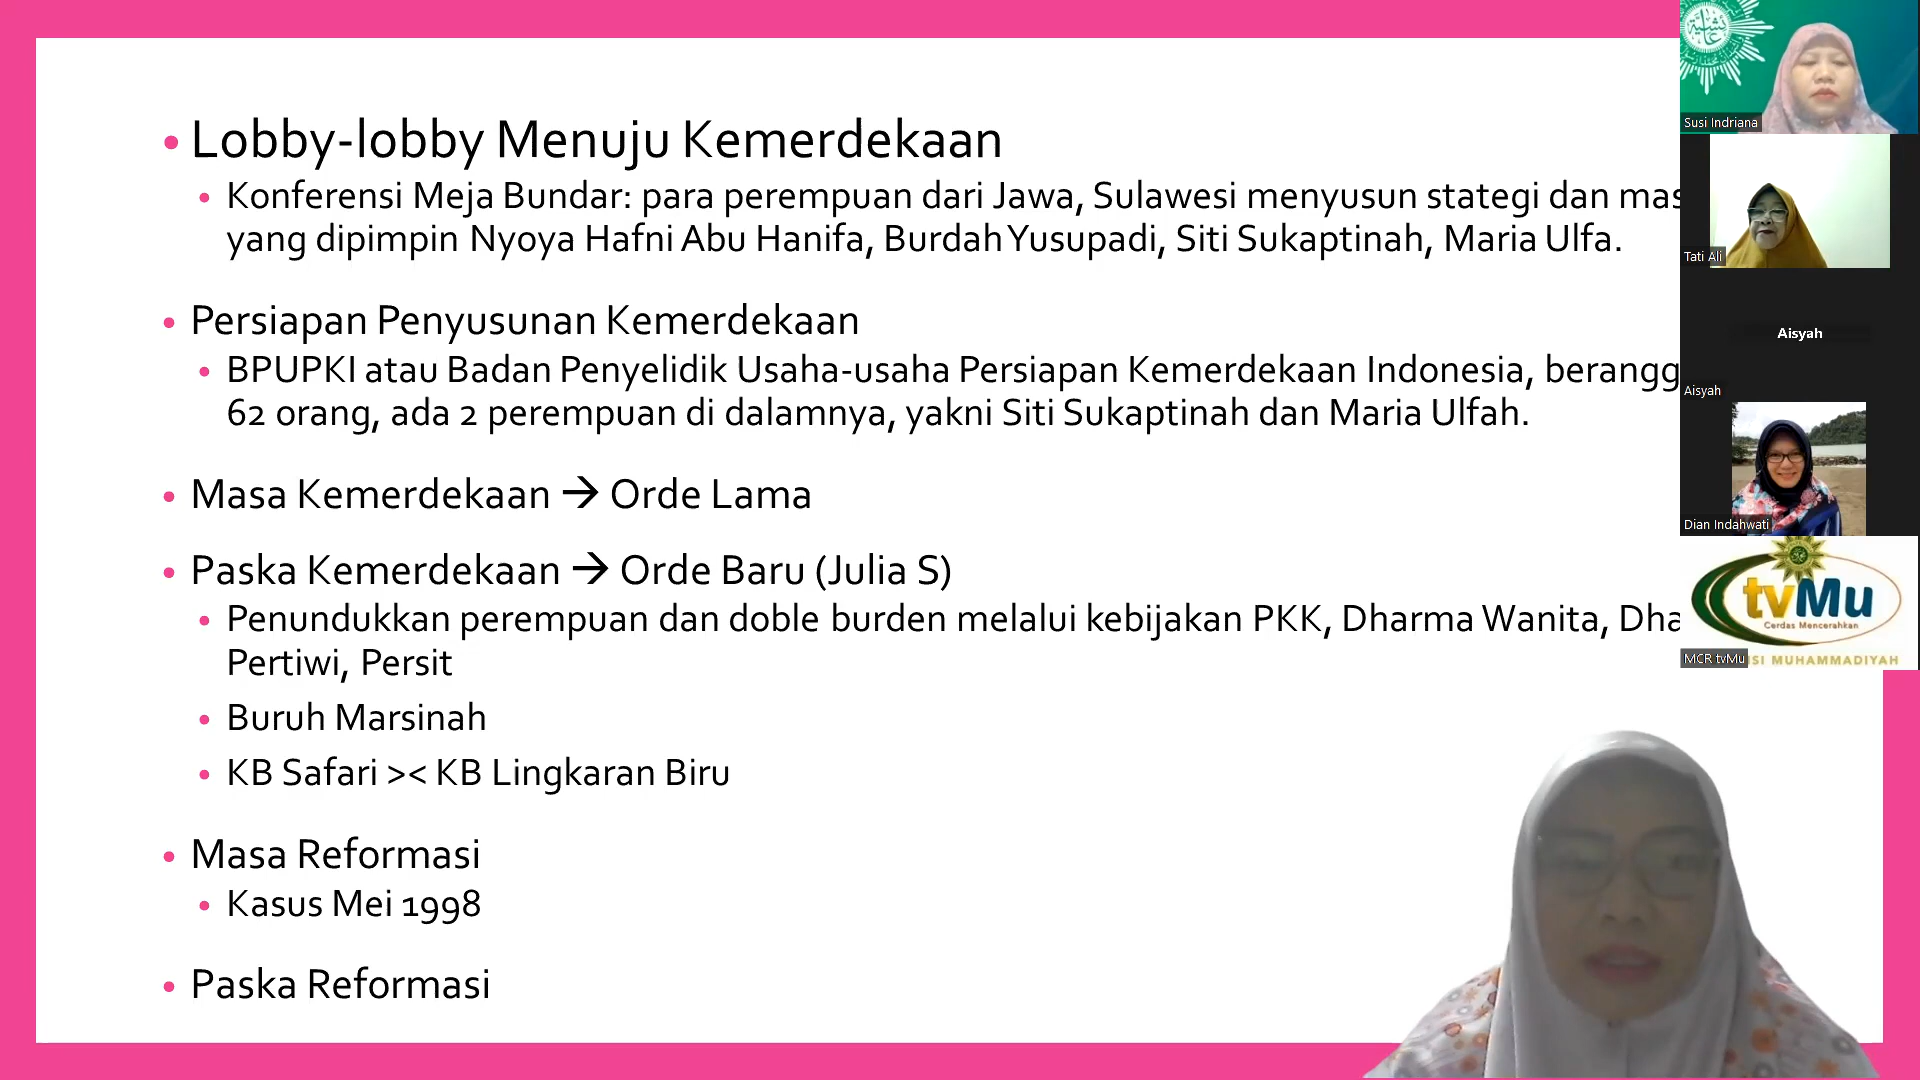 Lobby-lobby Menuju Kemerdekaan
Konferensi Meja Bundar: para perempuan dari Jawa, Sulawesi menyusun stategi dan mas
yang dipimpin Nyoya Hafni Abu Hanifa, Burdah Yusupadi, Siti Sukaptinah, Maria Ulfa.
Persiapan Penyusunan Kemerdekaan
BPUPKI atau Badan Penyelidik Usaha-usaha Persiapan Kemerdekaan Indonesia, berangg
62 orang, ada 2 perempuan di dalamnya, yakni Siti Sukaptinah dan Maria Ulfah.
Masa Kemerdekaan → Orde Lama
Paska Kemerdekaan → Orde Baru (Julia S)
Penundukkan perempuan dan doble burden melalui kebijakan PKK, Dharma Wanita, Dha
Pertiwi, Persit
Buruh Marsinah
KB Safari >< KB Lingkaran Biru
Masa Reformasi
Kasus Mei 1998
Paska Reformasi
Susi Indriana
Tati Ali
Aisyah
Aisyah
Dian Indahwati
tvMu
Cerdas Mencerahkan
MCR tvMu
SI MUHAMMADIYAH